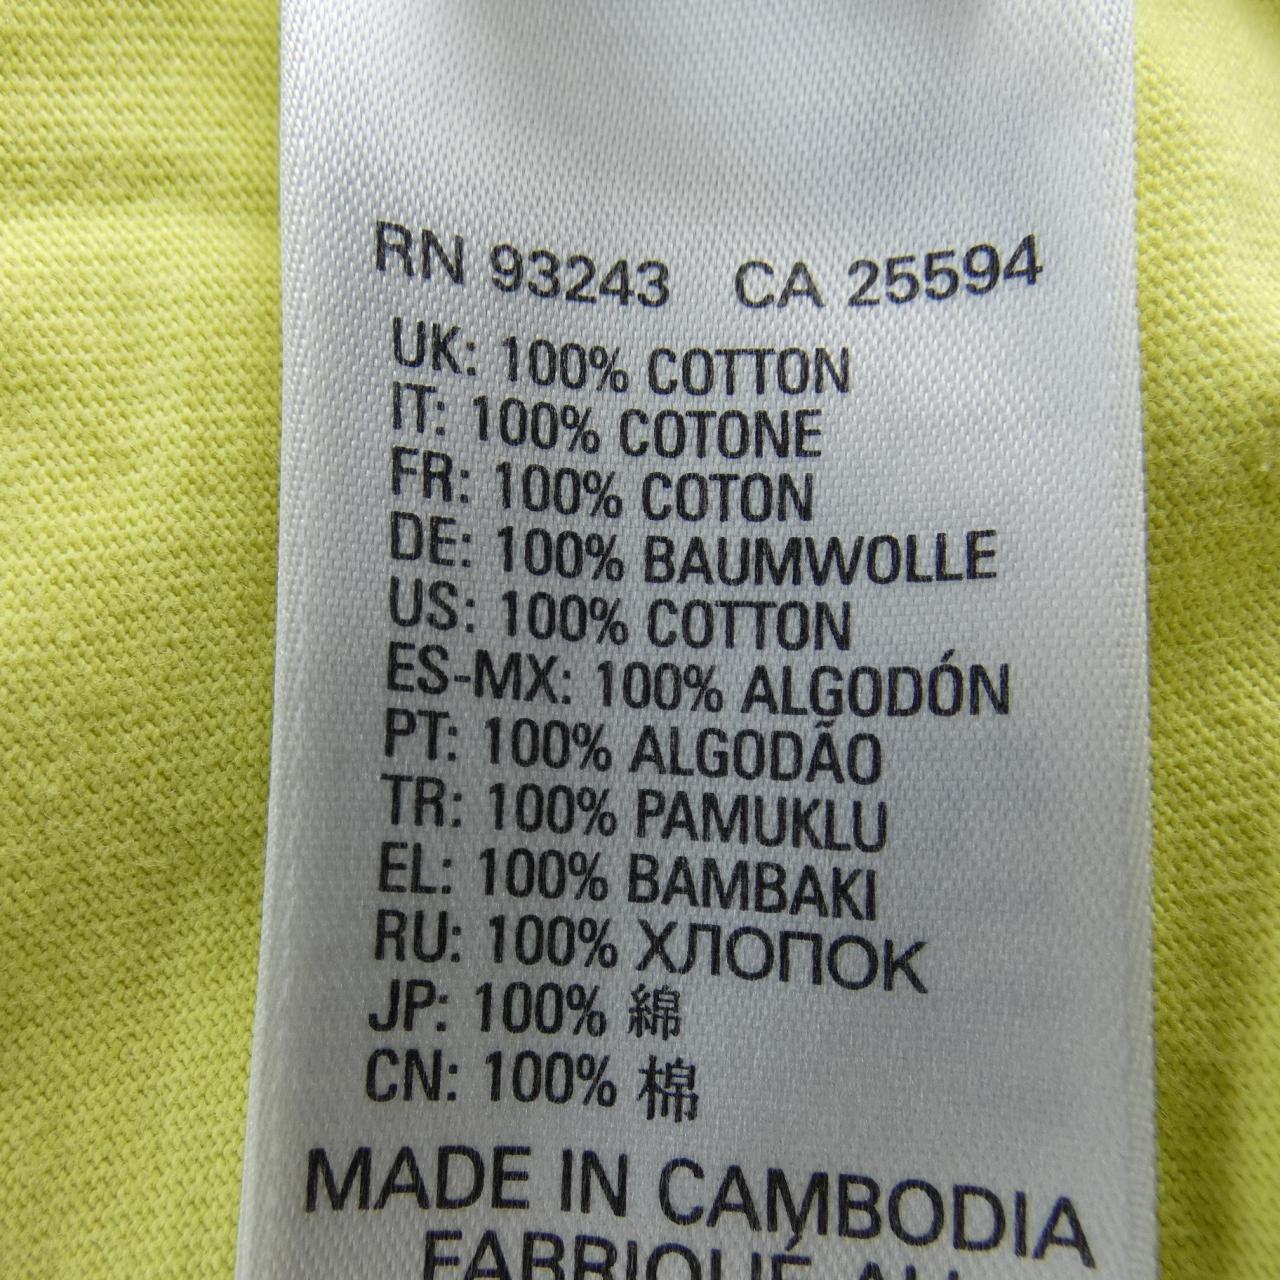 RN 93243 CA 25594
UK: 100% COTTON
IT: 100% COTONE
FR: 100% COTON
DE: 100% BAUMWOLLE
US: 100% COTTON
ES-MX: 100% ALGODÓN
PT: 100% ALGODÃO
TR: 100% PAMUKLU
EL: 100% BAMBAKI
RU: 100% ХЛОПОК
JP: 100% 綿
CN: 100% 棉
MADE IN CAMBODIA
FABRIQUÉ AU